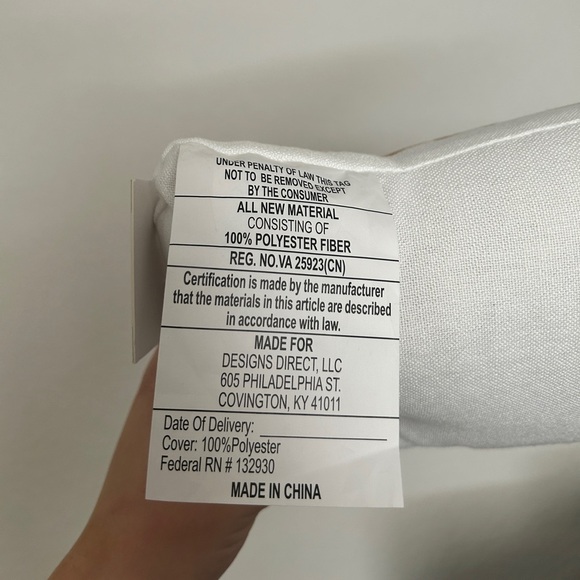 UNDER PENALTY OF LAW THIS TAG
NOT TO BE REMOVED EXCEPT
BY THE CONSUMER
ALL NEW MATERIAL
CONSISTING OF
100% POLYESTER FIBER
REG. NO.VA 25923(CN)
Certification is made by the manufacturer
that the materials in this article are described
in accordance with law.
MADE FOR
DESIGNS DIRECT, LLC
605 PHILADELPHIA ST.
COVINGTON, KY 41011
Date Of Delivery:
Cover: 100%Polyester
Federal RN # 132930
MADE IN CHINA